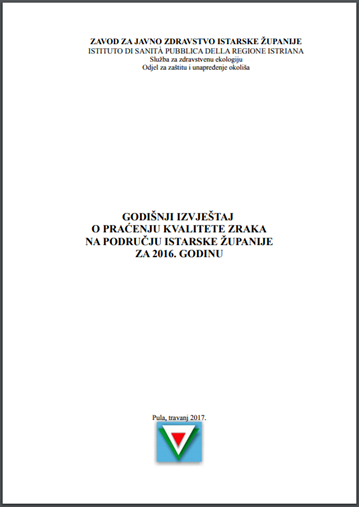 ZAVOD ZA JAVNO ZDRAVSTVO ISTARSKE ŽUPANIJE
ISTITUTO DI SANITÀ PUBBLICA DELLA REGIONE ISTRIANA
Služba za zdravstvenu ekologiju
Odjel za zaštitu i unapređenje okoliša
GODIŠNJI IZVJEŠTAJ
O PRAĆENJU KVALITETE ZRAKA
NA PODRUČJU ISTARSKE ŽUPANIJE
ZA 2016. GODINU
Pula, travanj 2017.